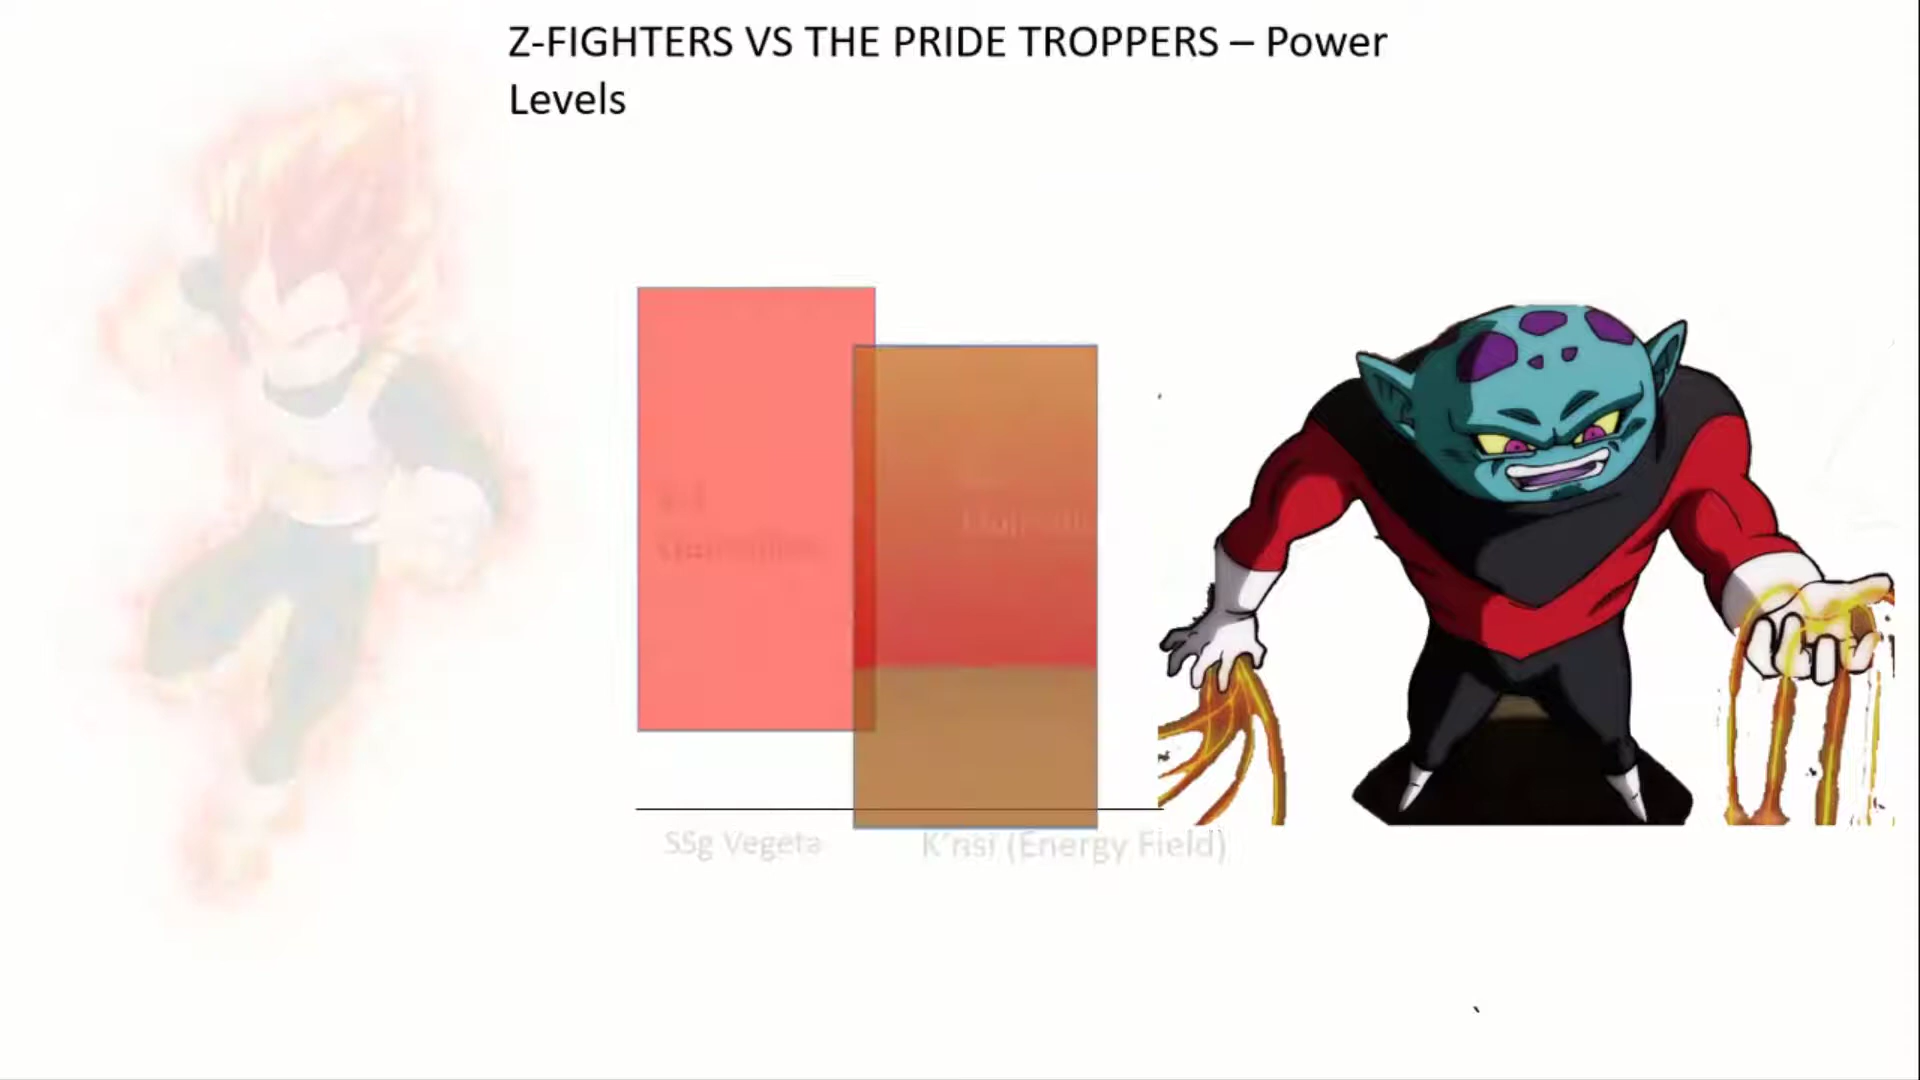 Z-FIGHTERS VS THE PRIDE TROPPERS – Power
Levels
SSg Vegeta
K'nsi (Energy Field)